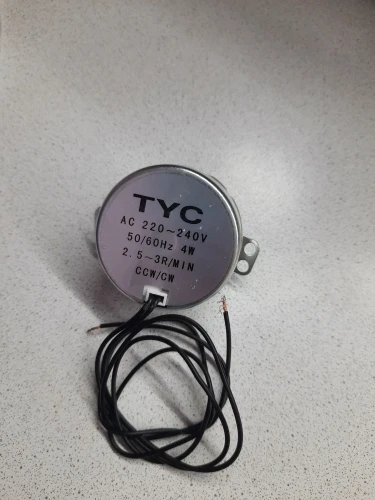 TYC
AC 220～240V
50/60Hz 4W
2.5－3R/MIN
CCW/CW